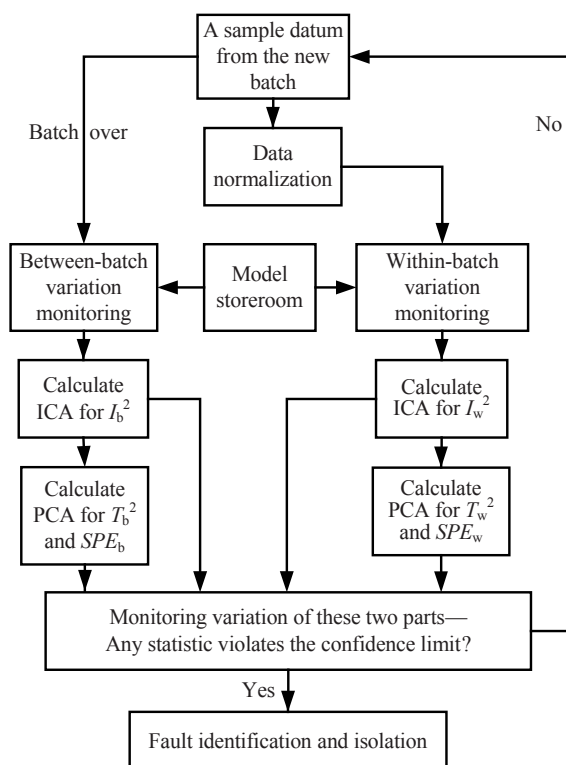 A sample datum
from the new
batch
Batch over
No
Data
normalization
Between-batch
variation
monitoring
Model
storeroom
Within-batch
variation
monitoring
Calculate
ICA for I_b^2
Calculate
ICA for I_w^2
Calculate
PCA for T_b^2
and SPE_b
Calculate
PCA for T_w^2
and SPE_w
Monitoring variation of these two parts—
Any statistic violates the confidence limit?
Yes
Fault identification and isolation